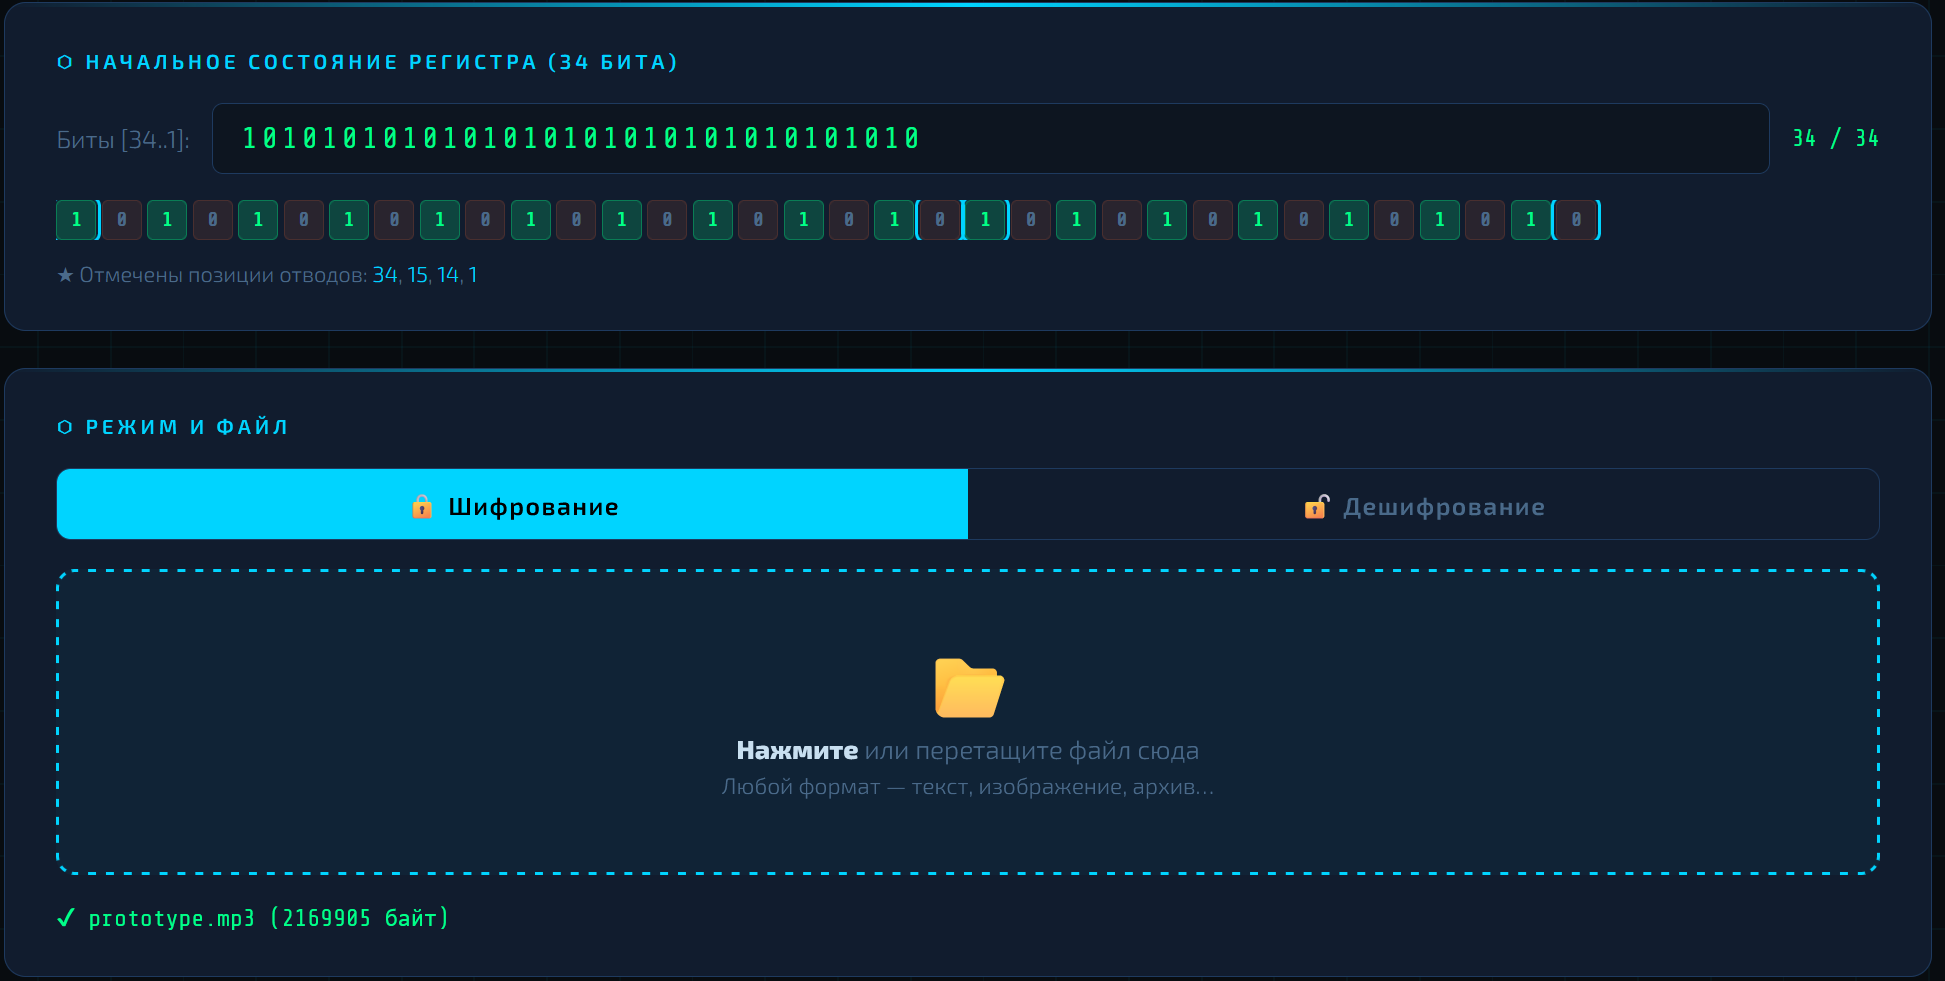 НАЧАЛЬНОЕ СОСТОЯНИЕ РЕГИСТРА (34 БИТА)
Биты [34..1]: 1010101010101010101010101010101010 34 / 34
1 0 1 0 1 0 1 0 1 0 1 0 1 0 1 0 1 0 1 0 1 0 1 0 1 0 1 0 1 0 1 0 1 0
★ Отмечены позиции отводов: 34, 15, 14, 1
РЕЖИМ И ФАЙЛ
Шифрование Дешифрование
Нажмите или перетащите файл сюда
Любой формат — текст, изображение, архив...
✓ prototype.mp3 (2169905 байт)